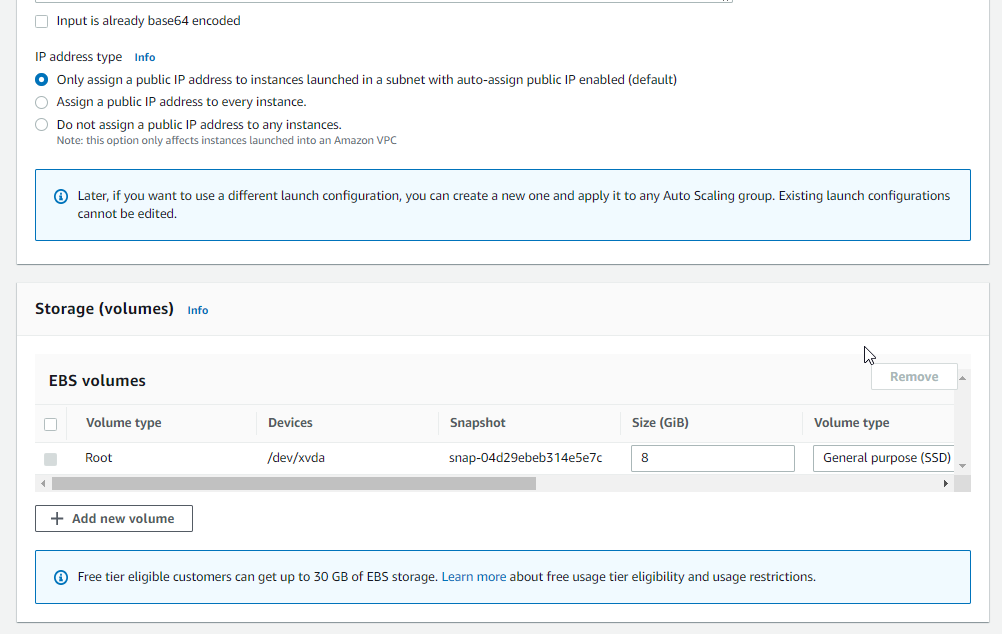 Input is already base64 encoded
IP address type Info
Only assign a public IP address to instances launched in a subnet with auto-assign public IP enabled (default)
Assign a public IP address to every instance.
Do not assign a public IP address to any instances.
Note: this option only affects instances launched into an Amazon VPC
Later, if you want to use a different launch configuration, you can create a new one and apply it to any Auto Scaling group. Existing launch configurations
cannot be edited.
Storage (volumes) Info
EBS volumes
Remove
Volume type Devices Snapshot Size (GiB) Volume type
Root /dev/xvda snap-04d29ebeb314e5e7c 8 General purpose (SSD)
Add new volume
Free tier eligible customers can get up to 30 GB of EBS storage. Learn more about free usage tier eligibility and usage restrictions.